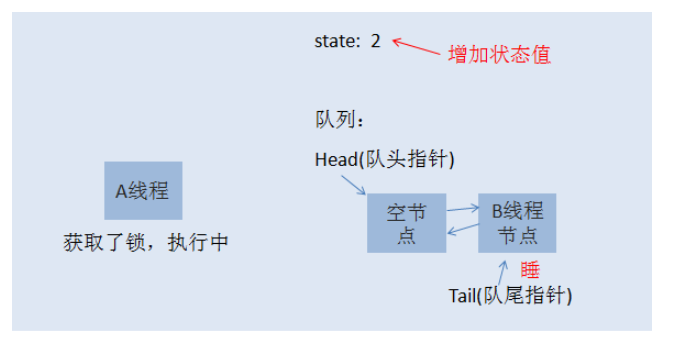 state: 2
增加状态值
队列：
Head(队头指针)
A线程
获取了锁，执行中
空节
点
B线程
节点
睡
Tail(队尾指针)